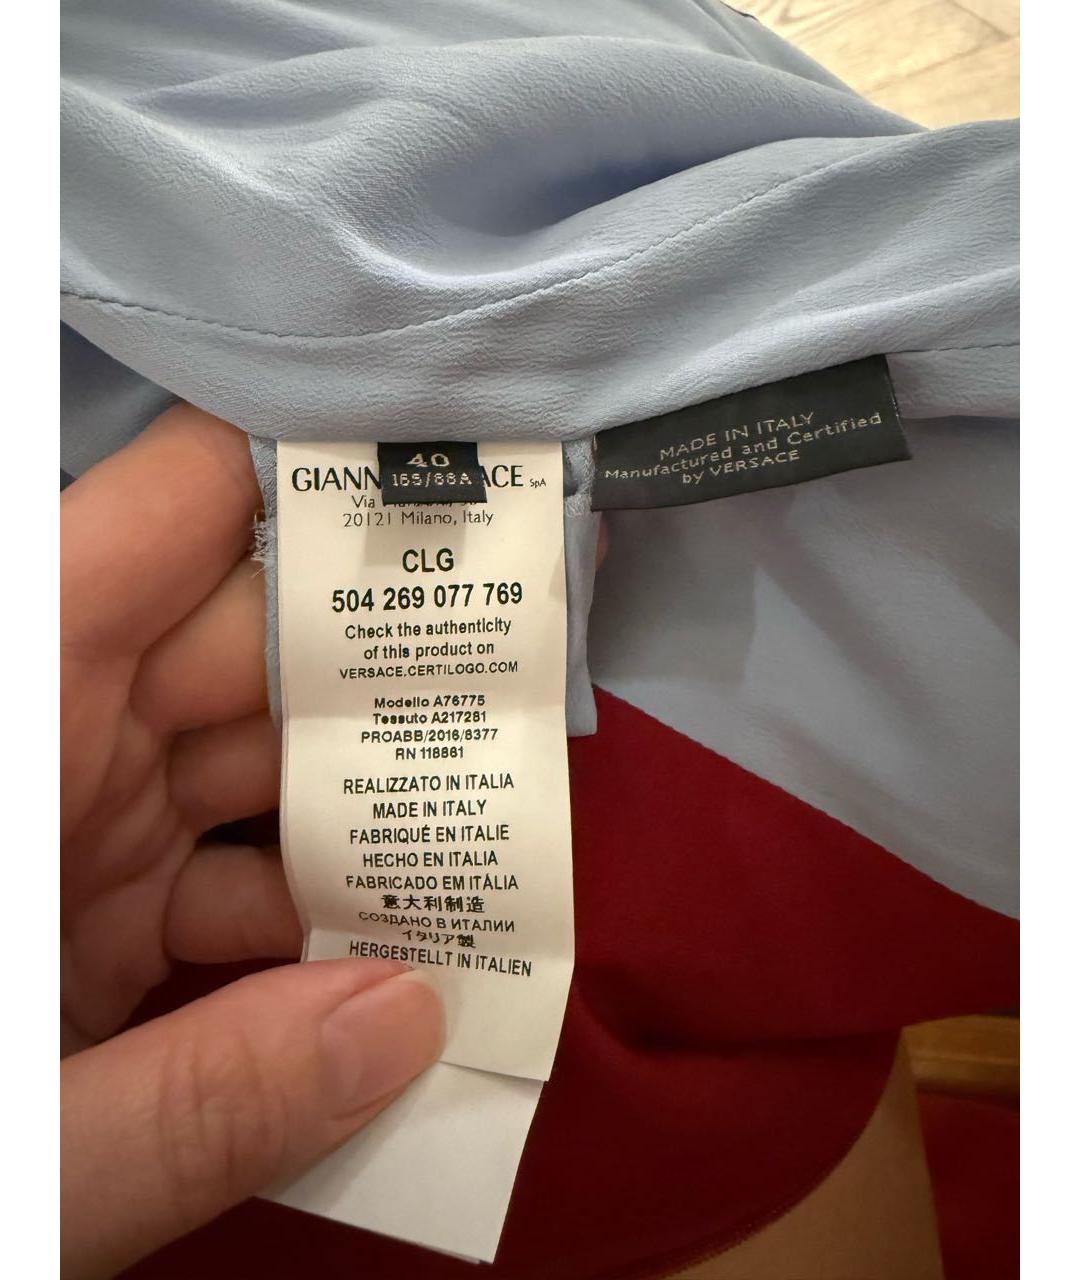 40
165/88A
SpA
Via
20121 Milano, Italy
CLG
504 269 077 769
Check the authenticity
of this product on
VERSACE.CERTILOGO.COM
Modello A76775
Tessuto A217281
PROABB/2016/8377
RN 118881
REALIZZATO IN ITALIA
MADE IN ITALY
FABRIQUÉ EN ITALIE
HECHO EN ITALIA
FABRICADO EM ITÁLIA
意大利制造
СОЗДАНО В ИТАЛИИ
イタリア製
HERGESTELLT IN ITALIEN
MADE IN ITALY
Manufactured and Certified
by VERSACE